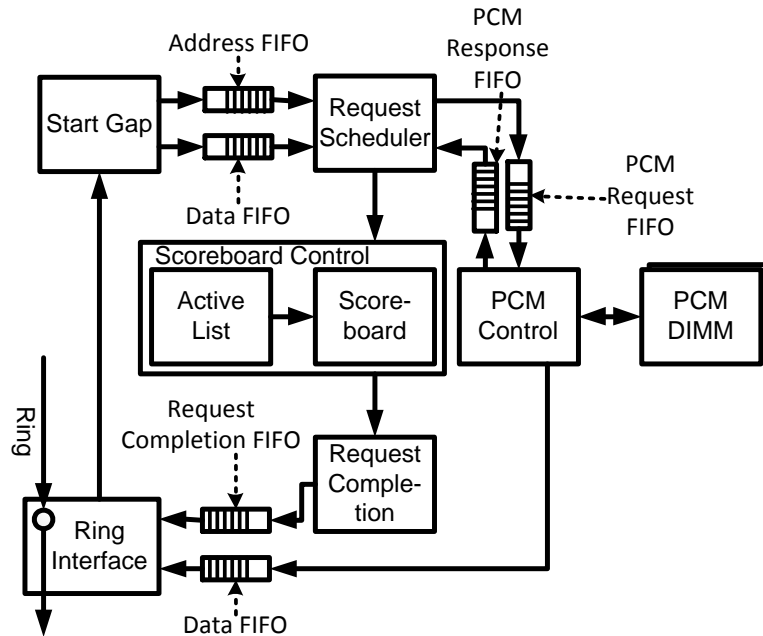 Address FIFO
PCM
Response
FIFO
Start Gap
Request
Scheduler
PCM
Request
FIFO
Data FIFO
Scoreboard Control
Active
List
Score-
board
PCM
Control
PCM
DIMM
Ring
Request
Completion FIFO
Request
Comple-
tion
Ring
Interface
Data FIFO